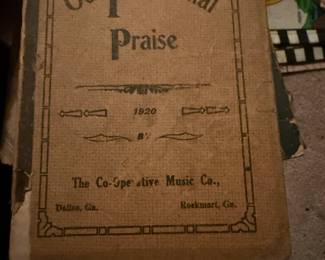 Praise
1920
BY
The Co-Operative Music Co.,
Dallas, Ga. Rockmart, Ga.